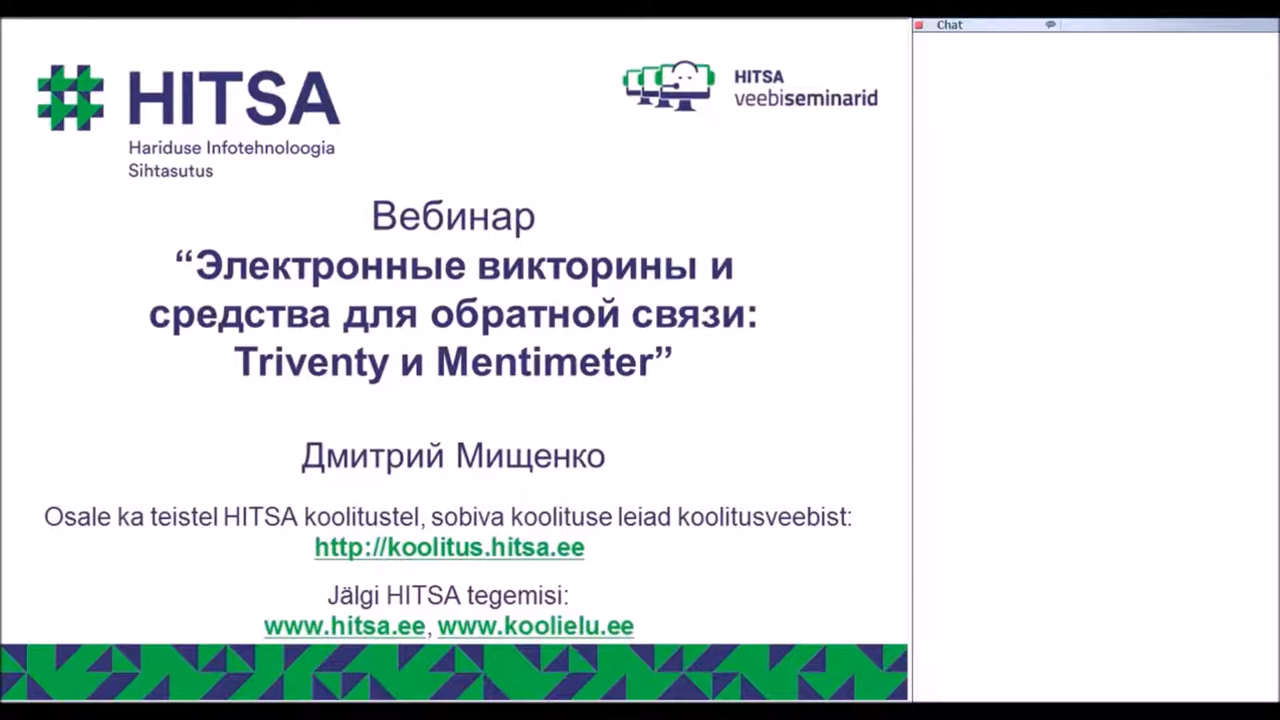 HITSA
Hariduse Infotehnoloogia
Sihtasutus
HITSA
veebiseminarid
Вебинар
“Электронные викторины и
средства для обратной связи:
Triventy и Mentimeter”
Дмитрий Мищенко
Osale ka teistel HITSA koolitustel, sobiva koolituse leiad koolitusveebist:
http://koolitus.hitsa.ee
Jälgi HITSA tegemisi:
www.hitsa.ee, www.koolielu.ee
Chat